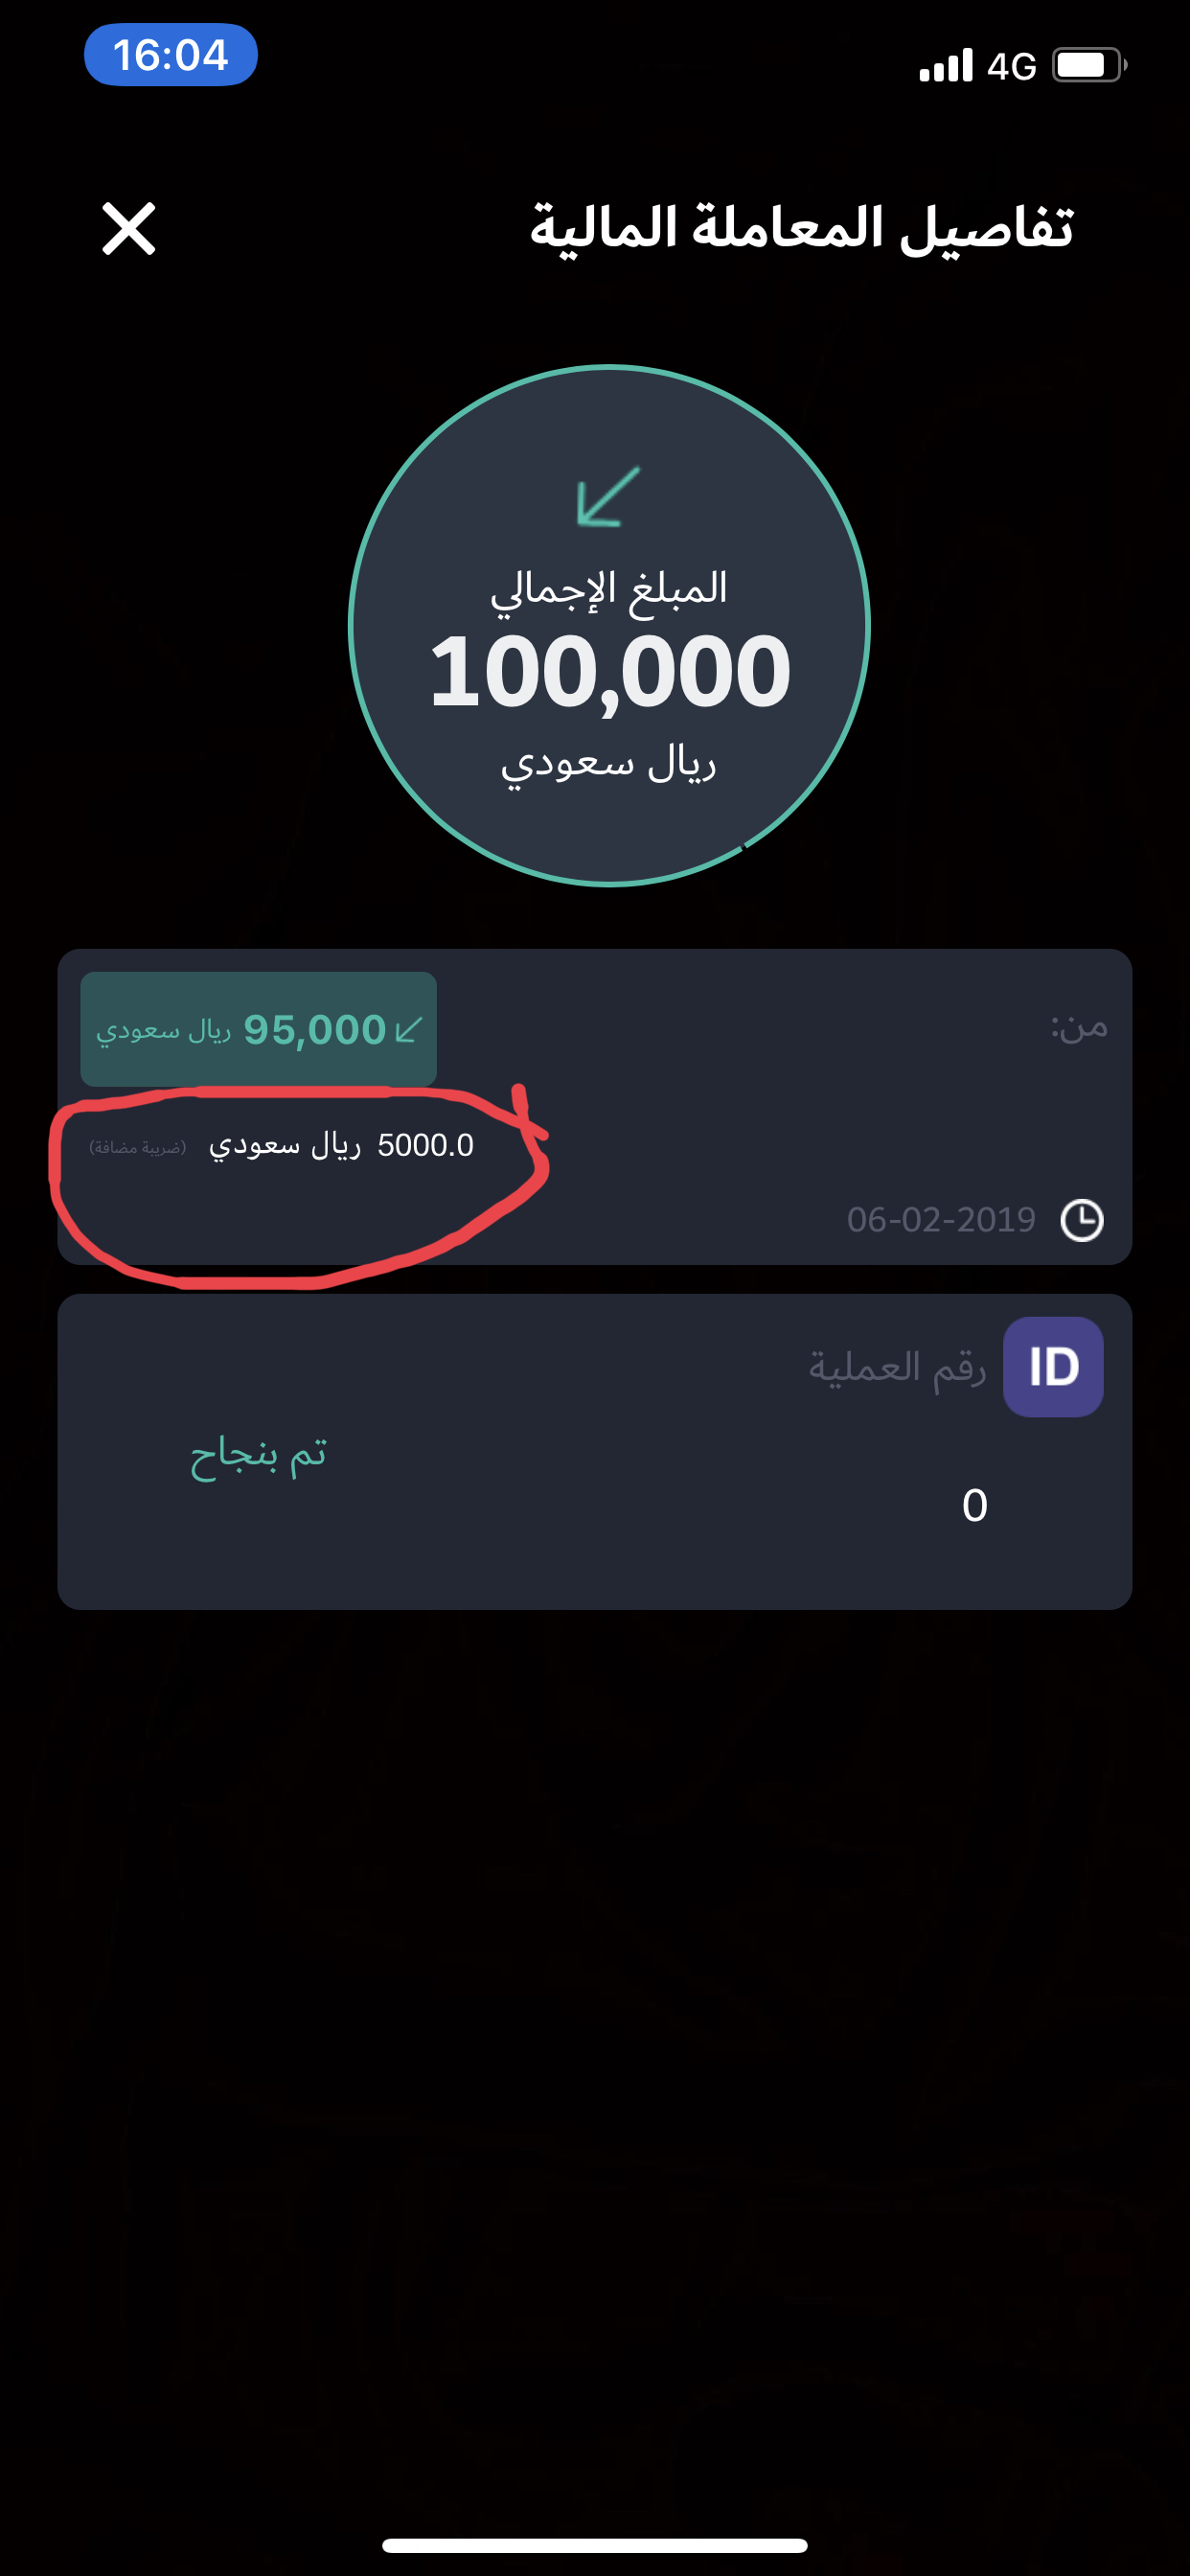 16:04
4G
تفاصيل المعاملة المالية
المبلغ الإجمالي
100,000
ريال سعودي
من:
95,000 ريال سعودي
5000.0 ريال سعودي (ضريبة مضافة)
06-02-2019
ID
رقم العملية
تم بنجاح
0